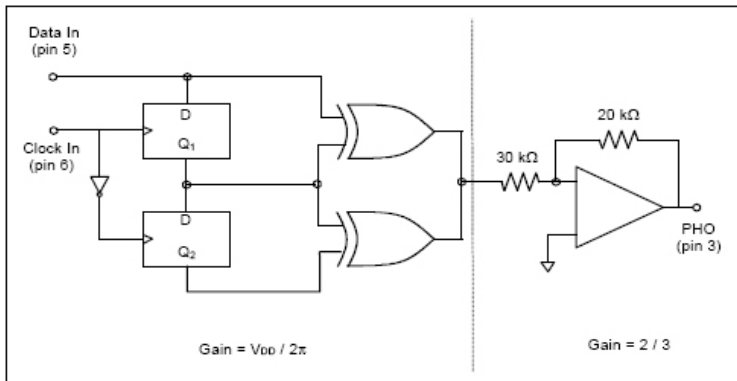 Data In
(pin 5)
Clock In
(pin 6)
D
Q1
D
Q2
30 kΩ
20 kΩ
PHO
(pin 3)
Gain = VDD / 2π
Gain = 2 / 3